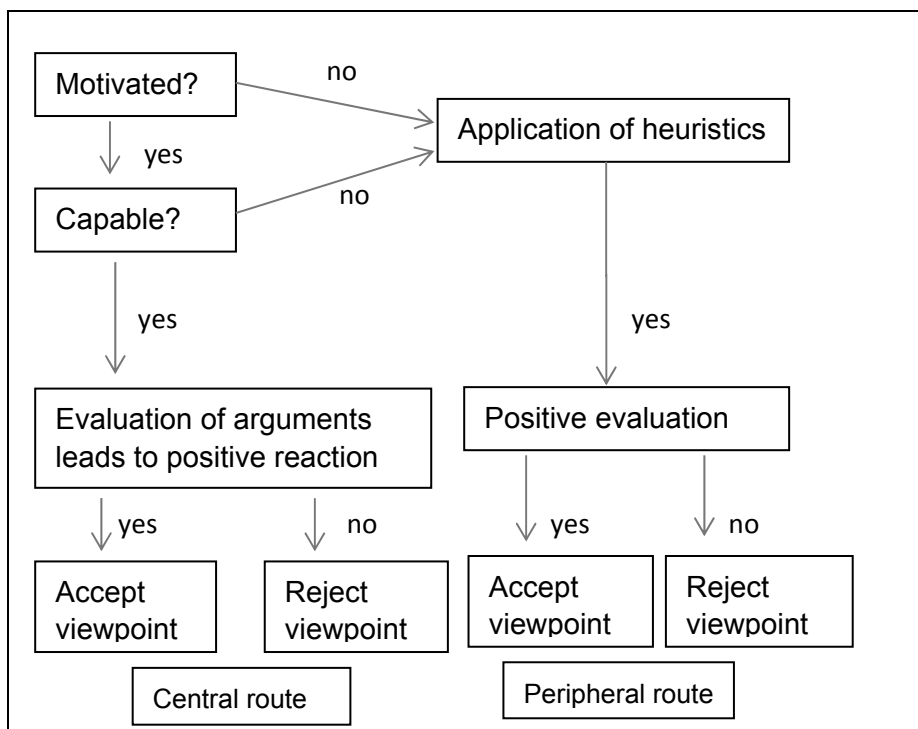 Motivated?
no
Application of heuristics
yes
no
Capable?
yes
yes
Evaluation of arguments
leads to positive reaction
Positive evaluation
yes
no
yes
no
Accept
viewpoint
Reject
viewpoint
Accept
viewpoint
Reject
viewpoint
Central route
Peripheral route